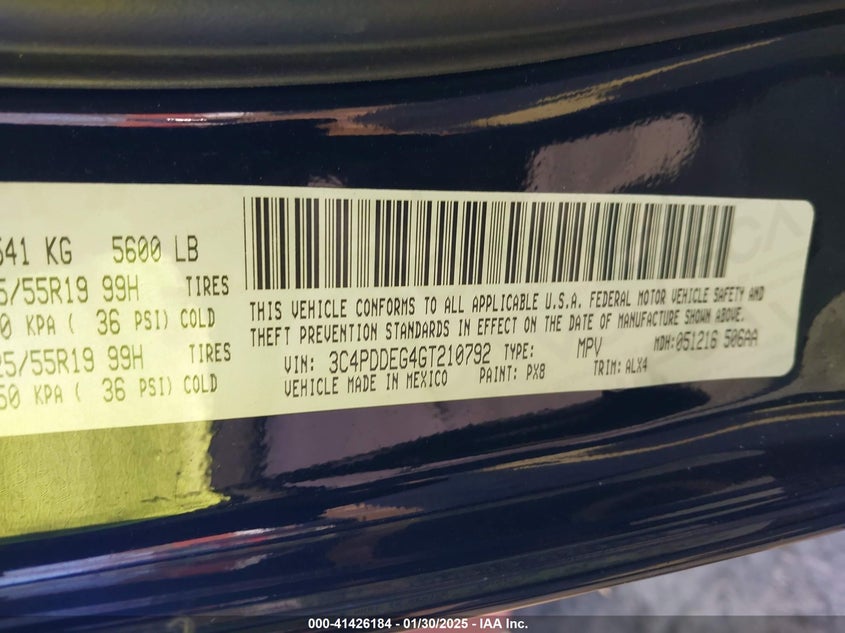 541 KG 5600 LB
5/55R19 99H TIRES
0 KPA ( 36 PSI) COLD
25/55R19 99H TIRES
50 KPA ( 36 PSI) COLD
THIS VEHICLE CONFORMS TO ALL APPLICABLE U.S.A. FEDERAL MOTOR VEHICLE SAFETY AND
THEFT PREVENTION STANDARDS IN EFFECT ON THE DATE OF MANUFACTURE SHOWN ABOVE.
VIN: 3C4PDDEG4GT210792 TYPE: MPV MDH:051216 506AA
VEHICLE MADE IN MEXICO PAINT: PX8 TRIM: ALX4
000-41426184 - 01/30/2025 - IAA Inc.